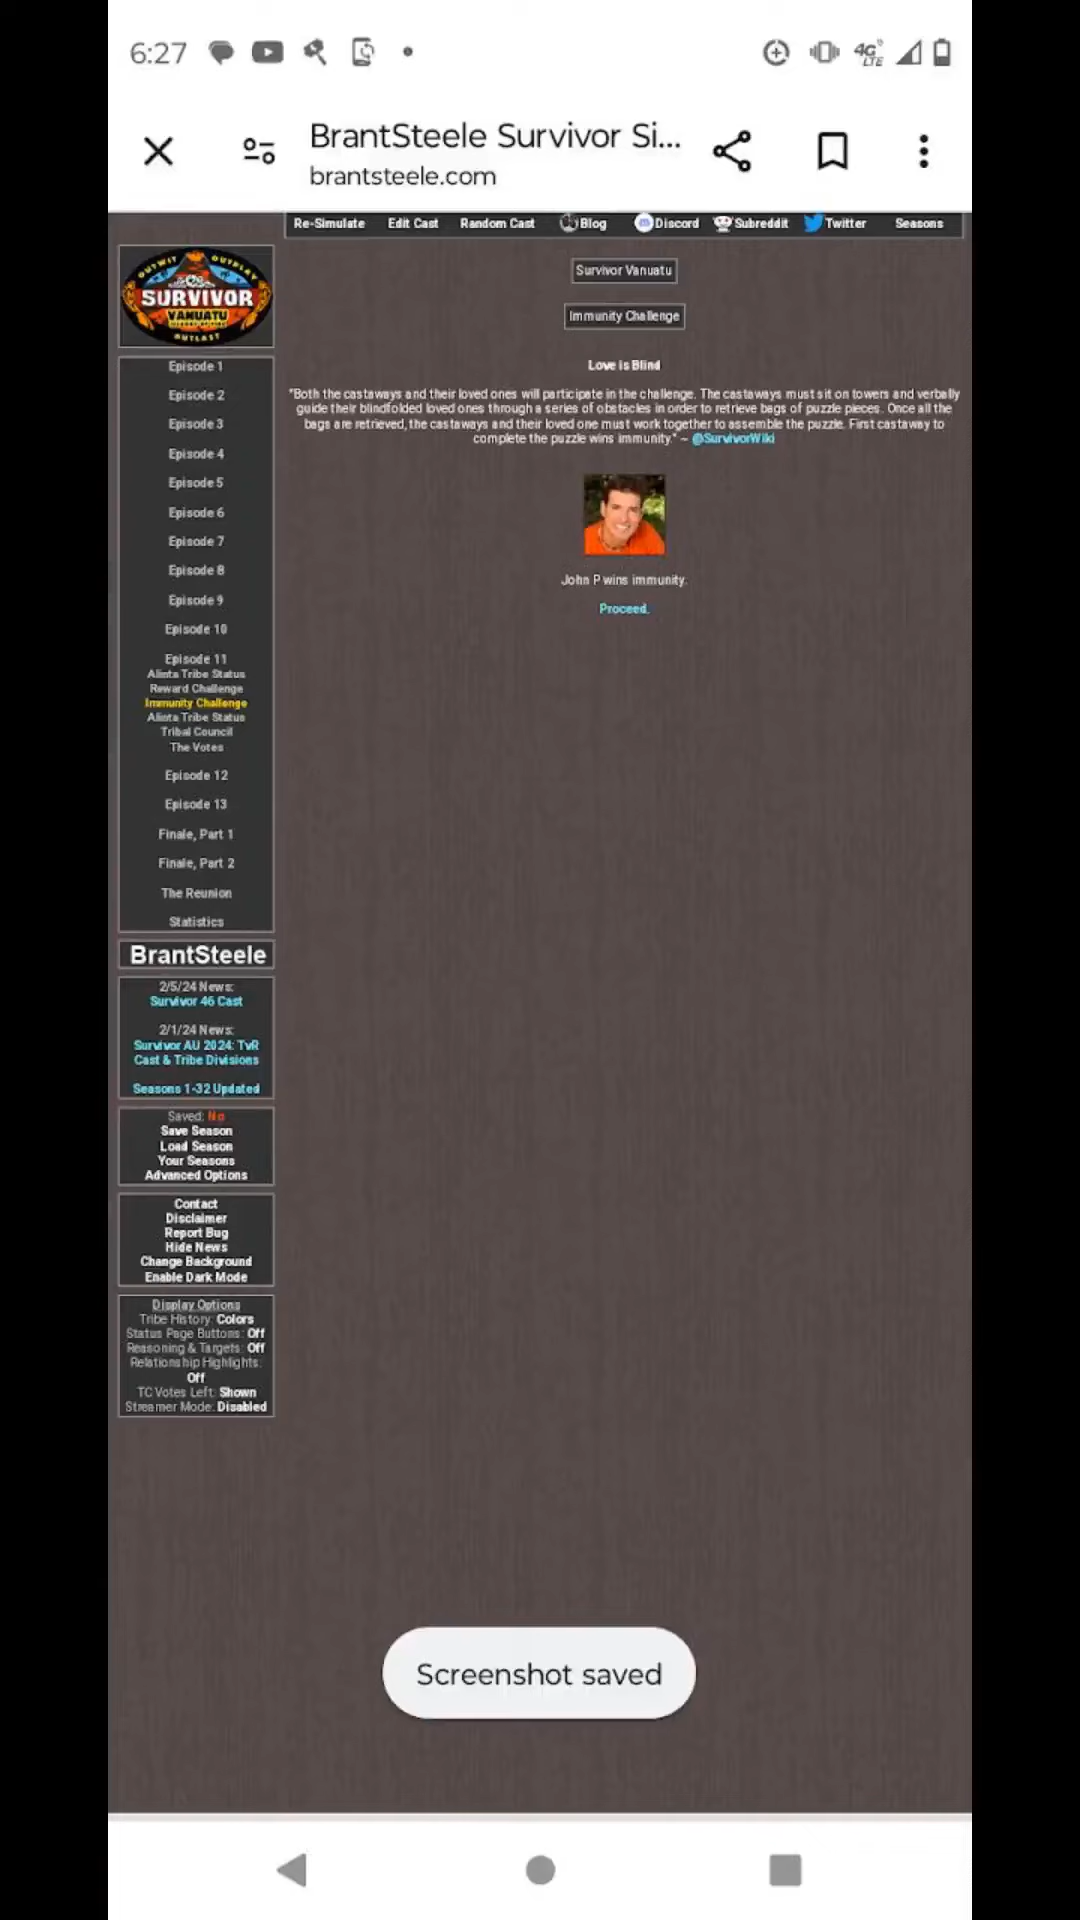 6:27
4G
LTE
BrantSteele Survivor Si...
brantsteele.com
Re-Simulate Edit Cast Random Cast Blog Discord Subreddit Twitter Seasons
OUTWIT OUTPLAY
SURVIVOR
VANUATU
OUTLAST
Survivor Vanuatu
Immunity Challenge
Love is Blind
"Both the castaways and their loved ones will participate in the challenge. The castaways must sit on towers and verbally
guide their blindfolded loved ones through a series of obstacles in order to retrieve bags of puzzle pieces. Once all the
bags are retrieved, the castaways and their loved one must work together to assemble the puzzle. First castaway to
complete the puzzle wins immunity." ~ @SurvivorWiki
John P wins immunity.
Proceed.
Episode 1
Episode 2
Episode 3
Episode 4
Episode 5
Episode 6
Episode 7
Episode 8
Episode 9
Episode 10
Episode 11
Alinta Tribe Status
Reward Challenge
Immunity Challenge
Alinta Tribe Status
Tribal Council
The Votes
Episode 12
Episode 13
Finale, Part 1
Finale, Part 2
The Reunion
Statistics
BrantSteele
2/5/24 News:
Survivor 46 Cast
2/1/24 News:
Survivor AU 2024: TvR
Cast & Tribe Divisions
Seasons 1-32 Updated
Saved: No
Save Season
Load Season
Your Seasons
Advanced Options
Contact
Disclaimer
Report Bug
Hide News
Change Background
Enable Dark Mode
Display Options
Tribe History: Colors
Status Page Buttons: Off
Reasoning & Targets: Off
Relationship Highlights:
Off
TC Votes Left: Shown
Streamer Mode: Disabled
Screenshot saved